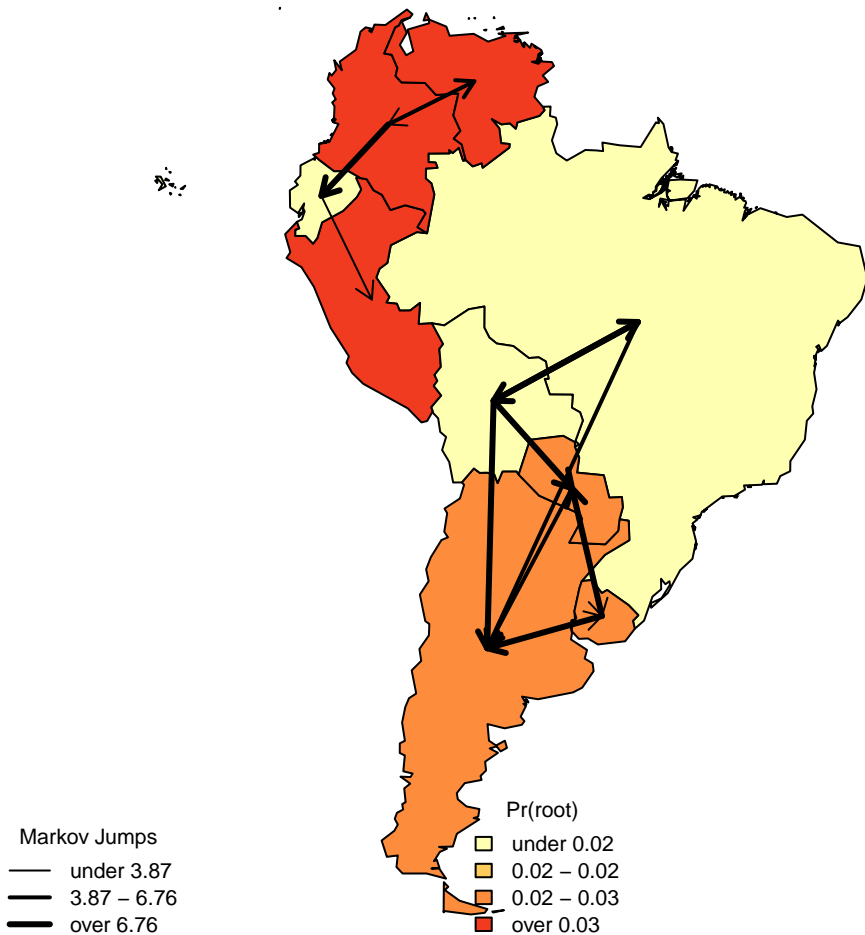 Markov Jumps
under 3.87
3.87 – 6.76
over 6.76
Pr(root)
under 0.02
0.02 – 0.02
0.02 – 0.03
over 0.03